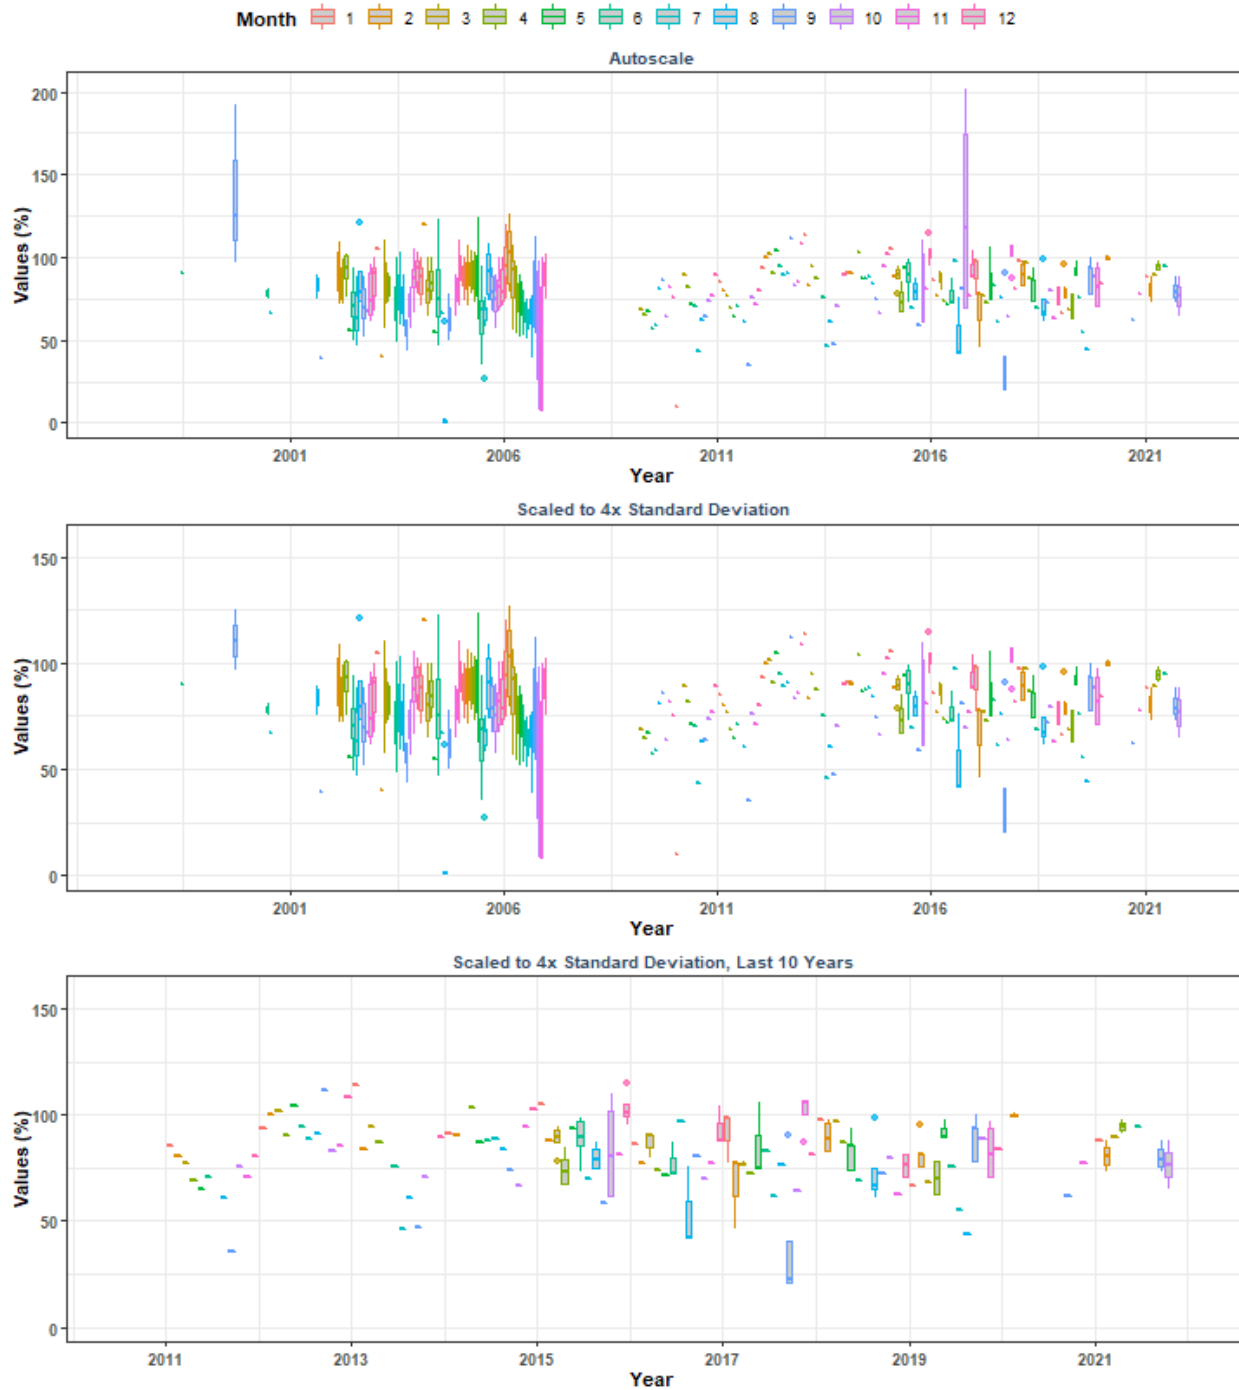 Month 1 2 3 4 5 6 7 8 9 10 11 12
Autoscale
Values (%)
200
150
100
50
0
2001 2006 2011 2016 2021
Year
Scaled to 4x Standard Deviation
Values (%)
150
100
50
0
2001 2006 2011 2016 2021
Year
Scaled to 4x Standard Deviation, Last 10 Years
Values (%)
150
100
50
0
2011 2013 2015 2017 2019 2021
Year